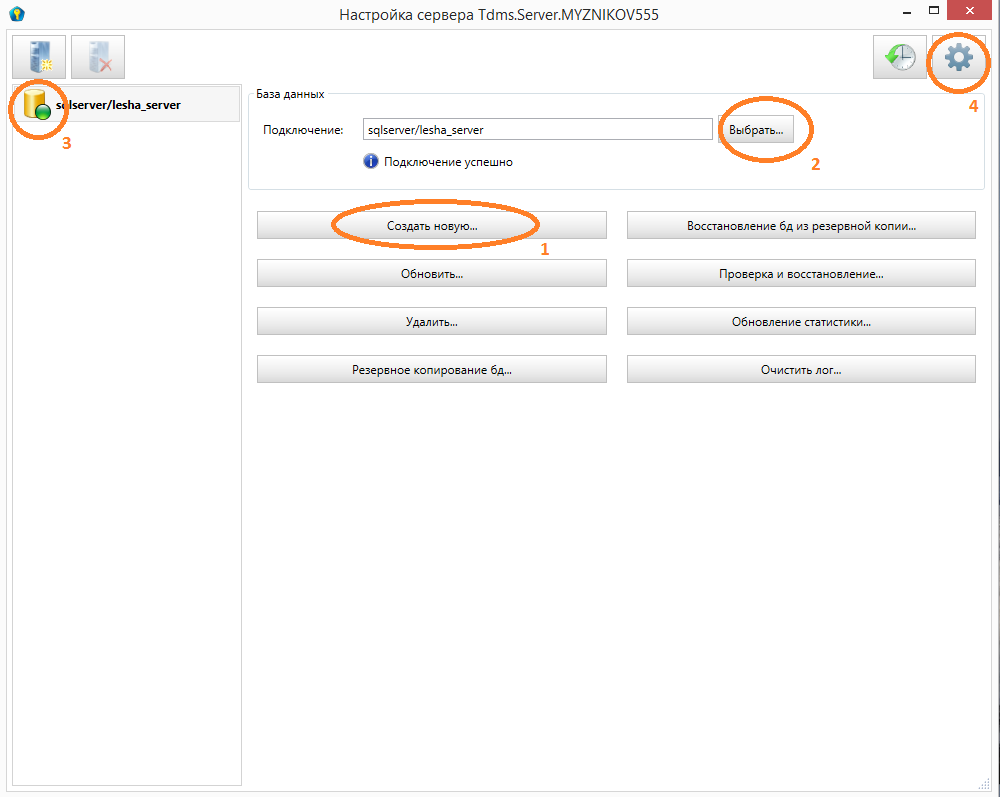 Настройка сервера Tdms.Server.MYZNIKOV555
4
sqlserver/lesha_server
3
База данных
Подключение: sqlserver/lesha_server Выбрать...
2
Подключение успешно
Создать новую... Восстановление бд из резервной копии...
1
Обновить... Проверка и восстановление...
Удалить... Обновление статистики...
Резервное копирование бд... Очистить лог...